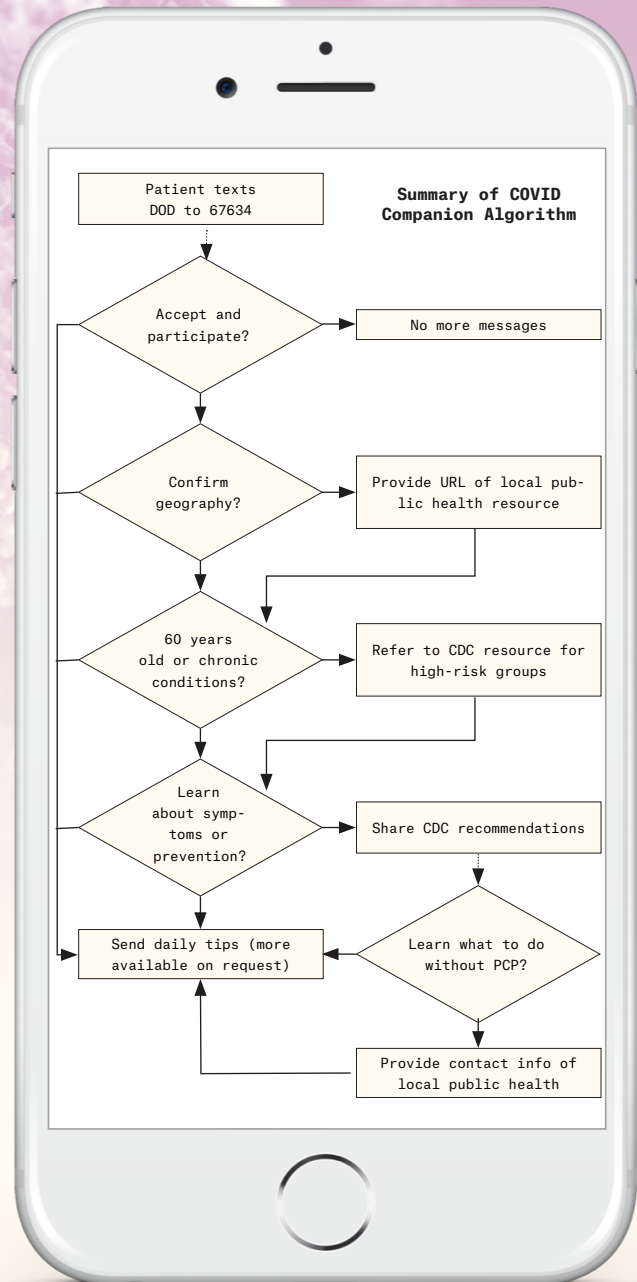 Patient texts
DOD to 67634
Summary of COVID
Companion Algorithm
Accept and
participate?
No more messages
Confirm
geography?
Provide URL of local pub-
lic health resource
60 years
old or chronic
conditions?
Refer to CDC resource for
high-risk groups
Learn
about symp-
toms or
prevention?
Share CDC recommendations
Send daily tips (more
available on request)
Learn what to do
without PCP?
Provide contact info of
local public health